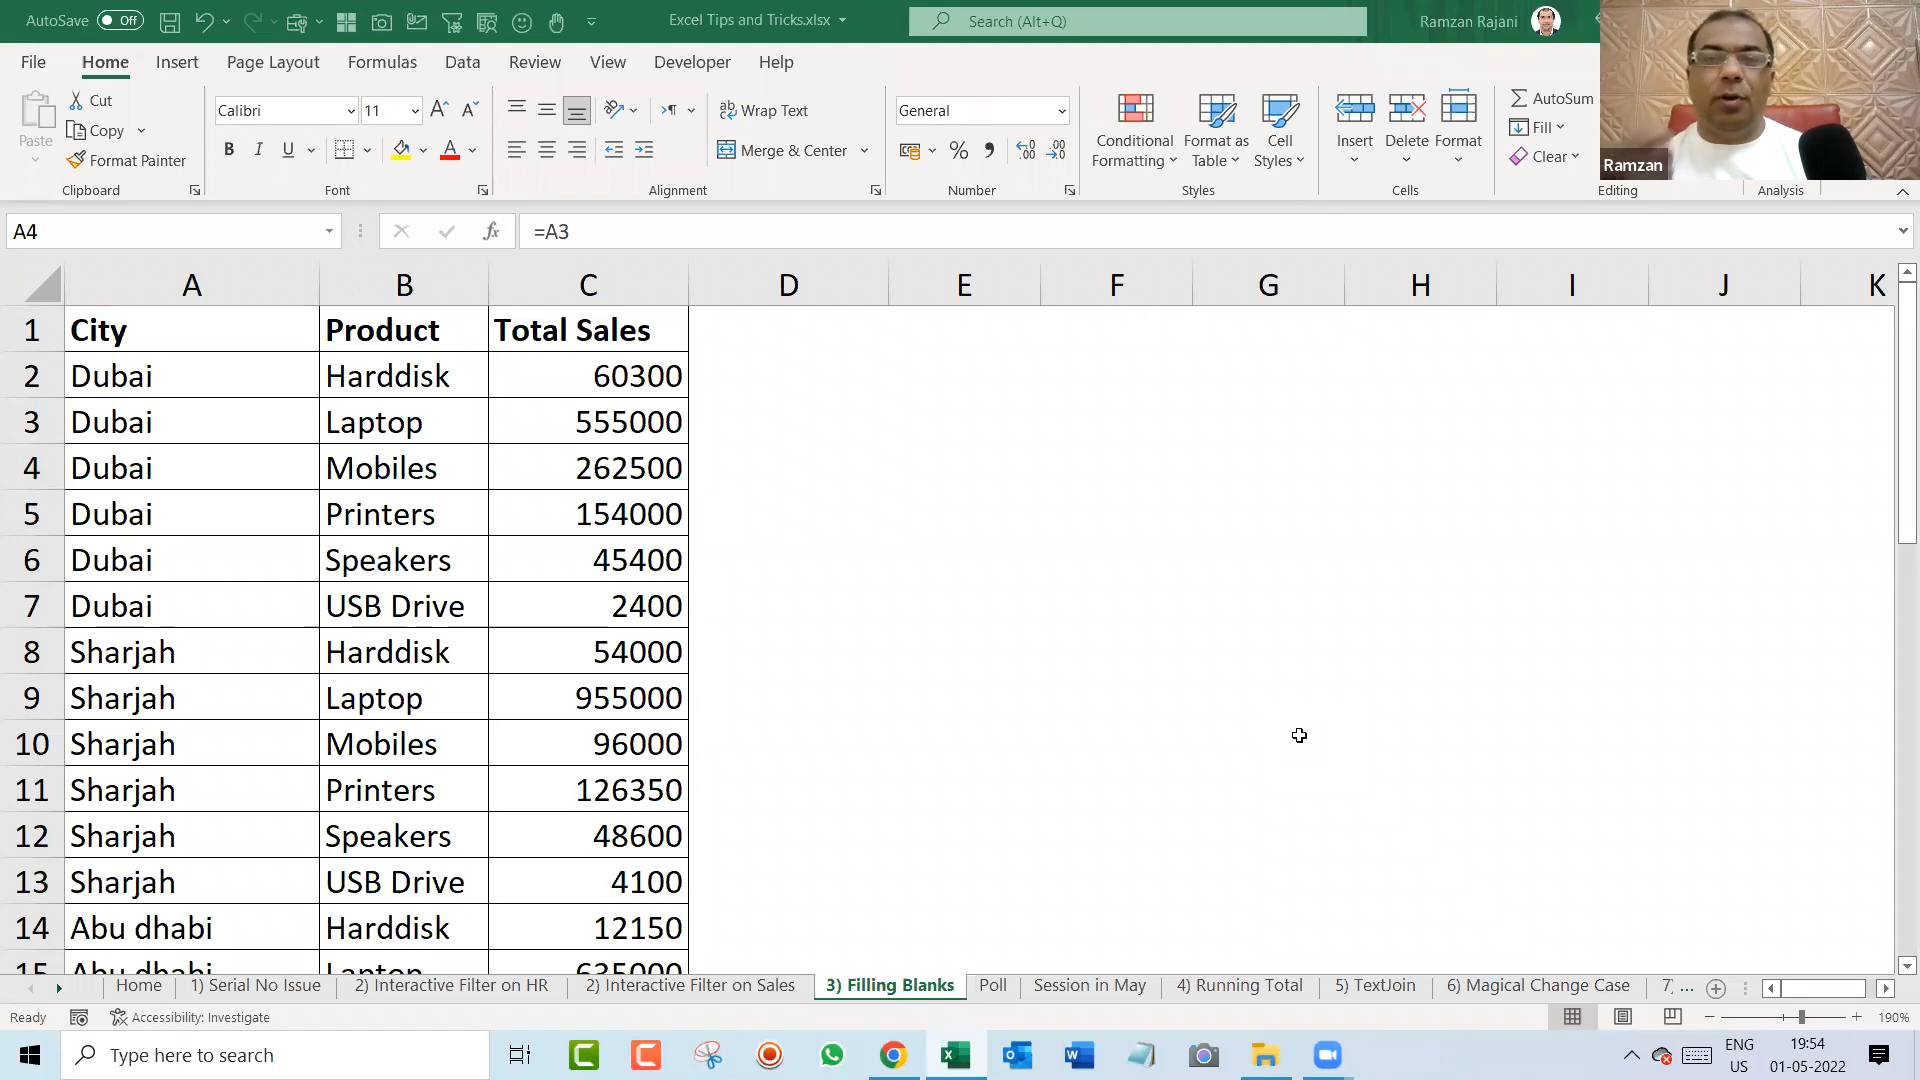 AutoSave Off
Excel Tips and Tricks.xlsx
Search (Alt+Q)
Ramzan Rajani
File Home Insert Page Layout Formulas Data Review View Developer Help
Paste
Cut
Copy
Format Painter
Clipboard
Calibri 11
B I U
Font
Wrap Text
Merge & Center
Alignment
General
Number
Conditional Formatting
Format as Table
Cell Styles
Styles
Insert Delete Format
Cells
AutoSum
Fill
Clear
Editing
Analysis
Ramzan
A4 fx =A3
A B C D E F G H I J K
1 City Product Total Sales
2 Dubai Harddisk 60300
3 Dubai Laptop 555000
4 Dubai Mobiles 262500
5 Dubai Printers 154000
6 Dubai Speakers 45400
7 Dubai USB Drive 2400
8 Sharjah Harddisk 54000
9 Sharjah Laptop 955000
10 Sharjah Mobiles 96000
11 Sharjah Printers 126350
12 Sharjah Speakers 48600
13 Sharjah USB Drive 4100
14 Abu dhabi Harddisk 12150
15 Abu dhabi Laptop 635000
Home 1) Serial No Issue 2) Interactive Filter on HR 2) Interactive Filter on Sales 3) Filling Blanks Poll Session in May 4) Running Total 5) TextJoin 6) Magical Change Case 7) ...
Ready Accessibility: Investigate 190%
Type here to search
ENG
US
19:54
01-05-2022